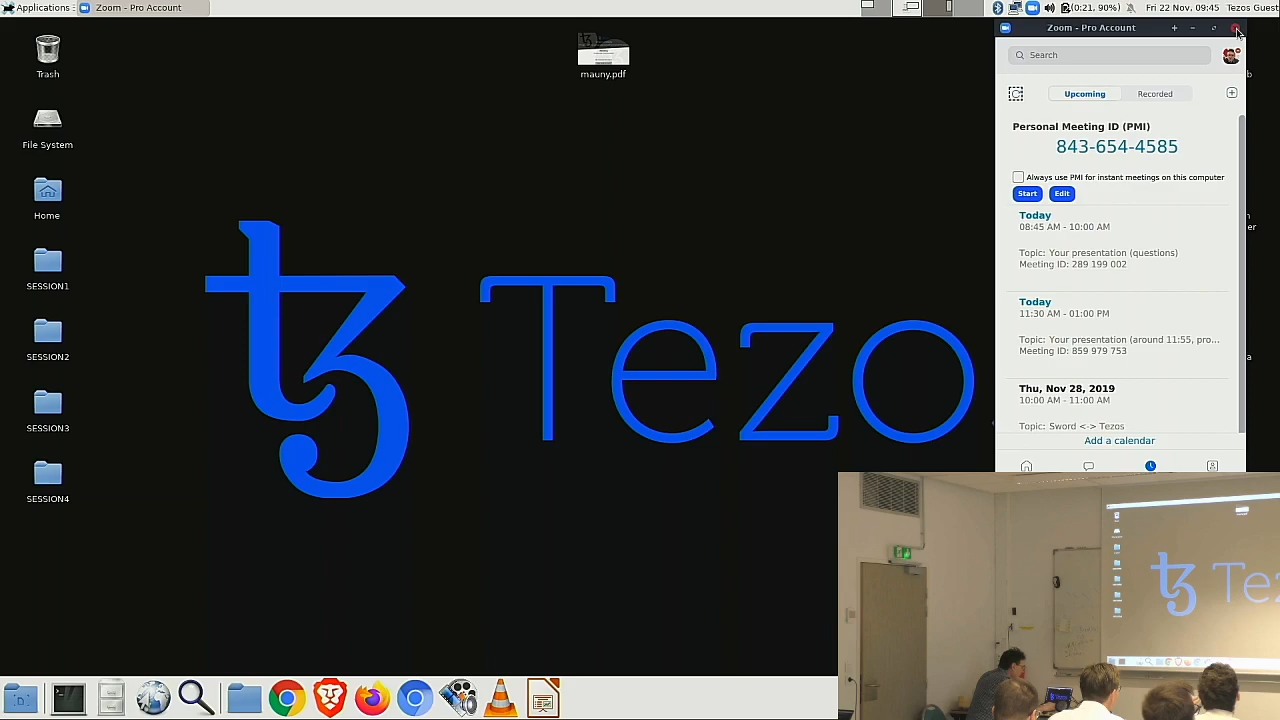 Applications
Zoom - Pro Account
(0:21, 90%)
Fri 22 Nov, 09:45
Tezos Guest
Trash
File System
Home
SESSION1
SESSION2
SESSION3
SESSION4
mauny.pdf
Tezo
Zoom - Pro Account
Search
Upcoming
Recorded
Personal Meeting ID (PMI)
843-654-4585
Always use PMI for instant meetings on this computer
Start
Edit
Today
08:45 AM - 10:00 AM
Topic: Your presentation (questions)
Meeting ID: 289 199 002
Today
11:30 AM - 01:00 PM
Topic: Your presentation (around 11:55, pro...
Meeting ID: 859 979 753
Thu, Nov 28, 2019
10:00 AM - 11:00 AM
Topic: Sword <-> Tezos
Add a calendar
Tez